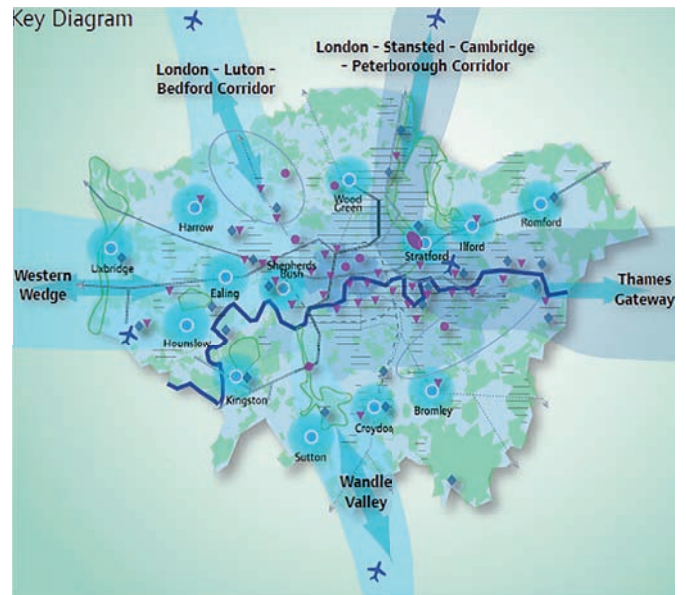 Key Diagram
London - Stansted - Cambridge
- Peterborough Corridor
London - Luton -
Bedford Corridor
Wood
Green
Harrow
Romford
Ilford
Stratford
Uxbridge
Shepherds
Bush
Western
Wedge
Ealing
Thames
Gateway
Hounslow
Kingston
Bromley
Croydon
Sutton
Wandle
Valley